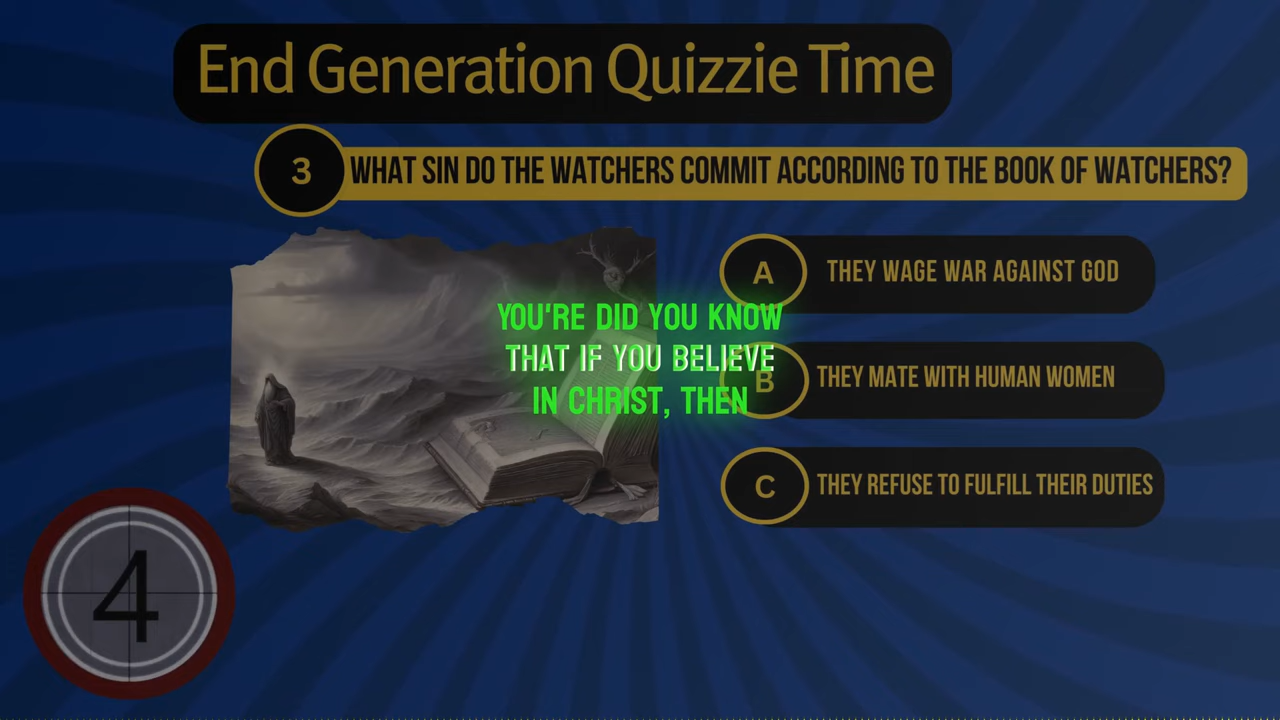 End Generation Quizzie Time
3
WHAT SIN DO THE WATCHERS COMMIT ACCORDING TO THE BOOK OF WATCHERS?
A
THEY WAGE WAR AGAINST GOD
YOU'RE DID YOU KNOW
THAT IF YOU BELIEVE
IN CHRIST, THEN
B
THEY MATE WITH HUMAN WOMEN
C
THEY REFUSE TO FULFILL THEIR DUTIES
4